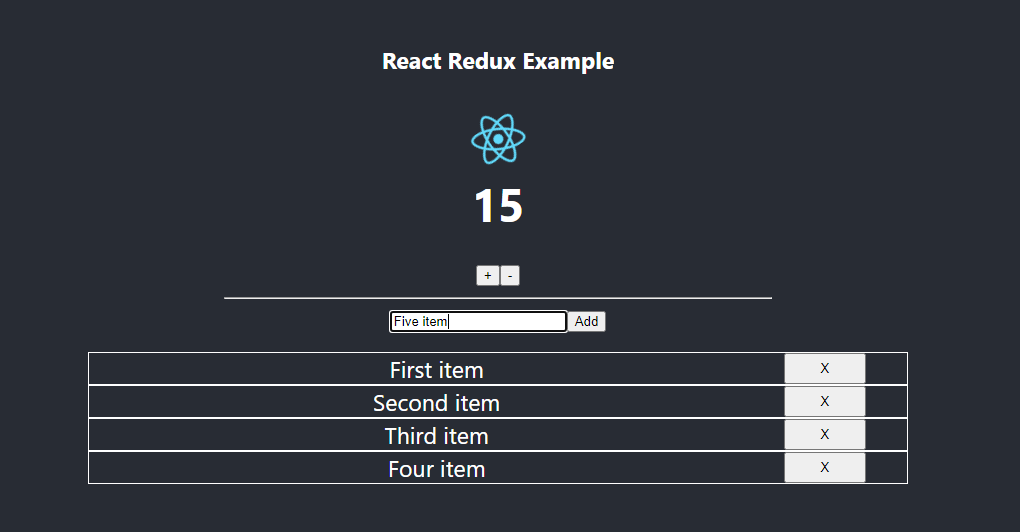 React Redux Example
15
+ -
Five item Add
First item X
Second item X
Third item X
Four item X